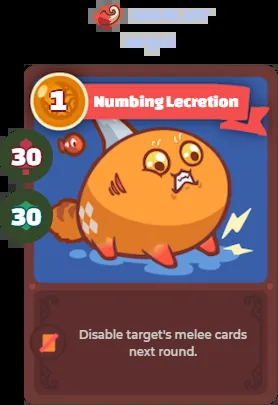 1
Numbing Lecretion
30
30
Disable target's melee cards
next round.